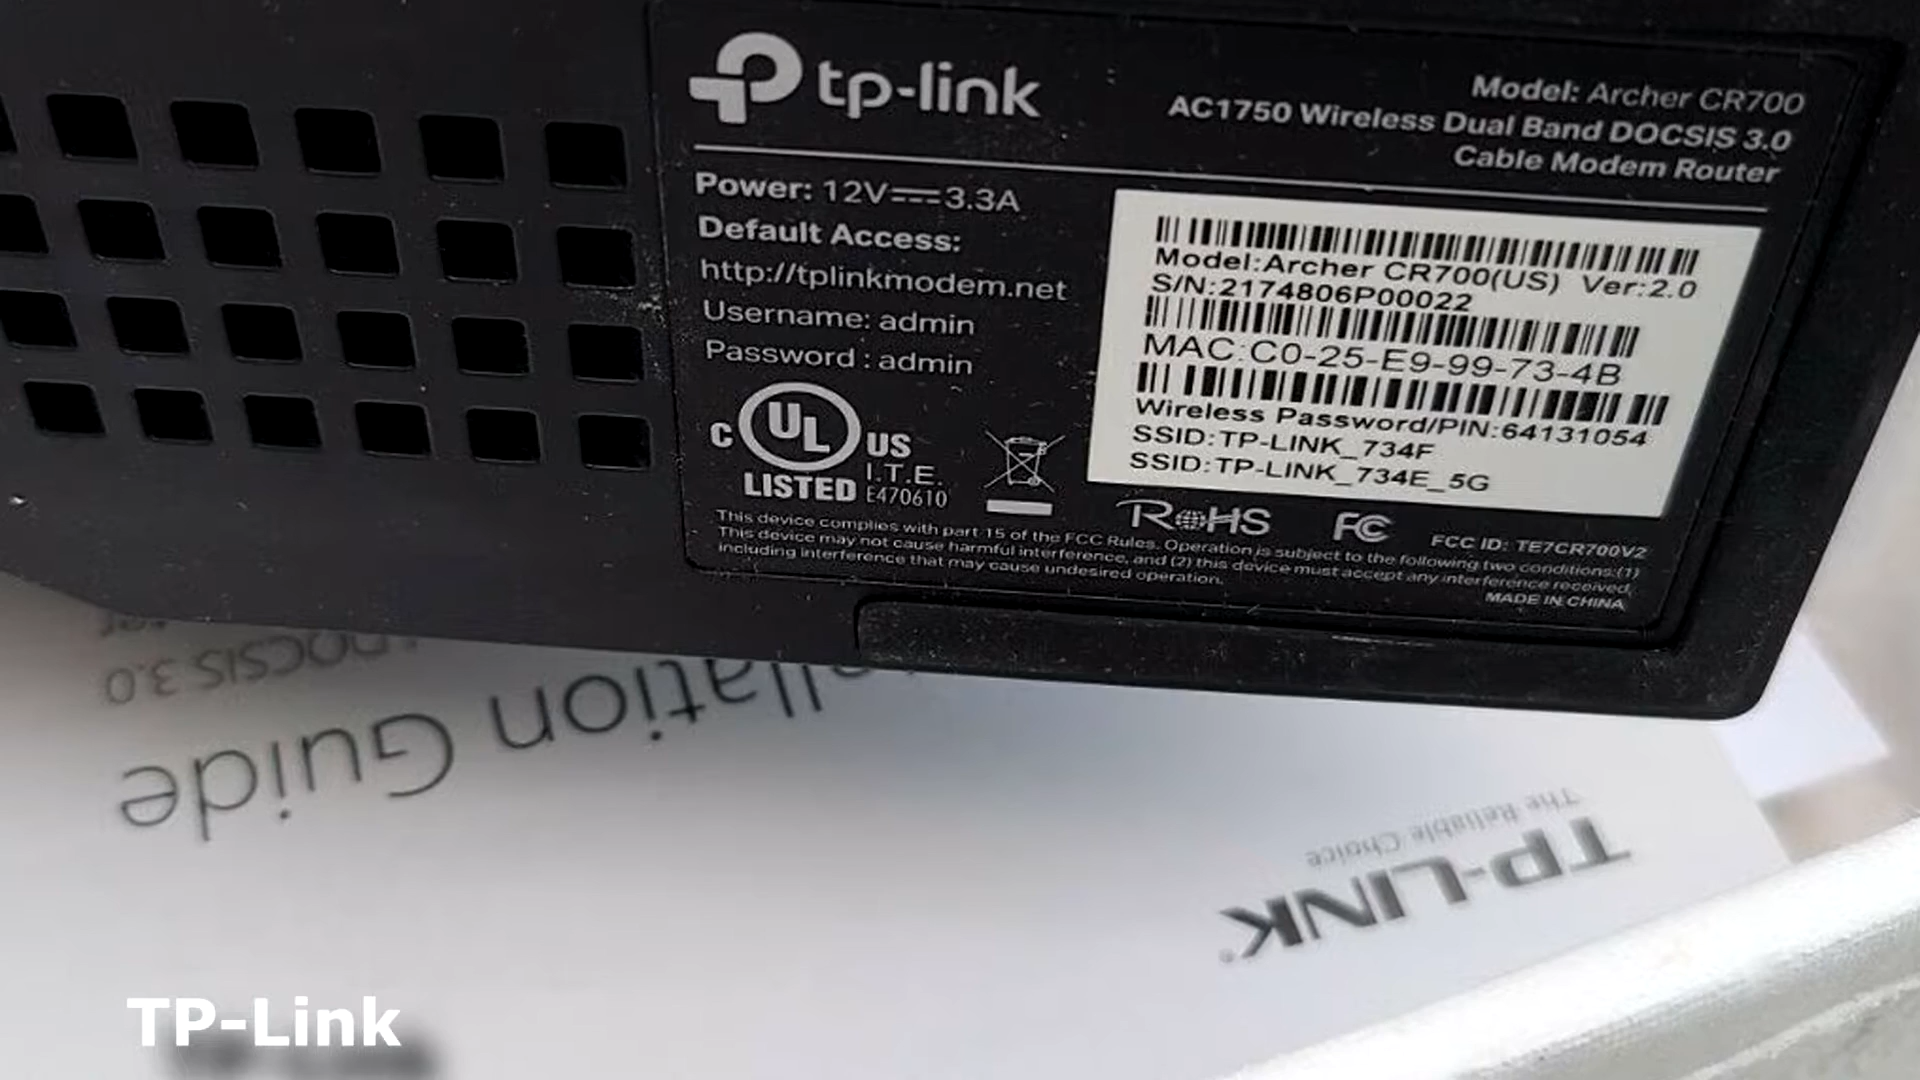 tp-link
Model: Archer CR700
AC1750 Wireless Dual Band DOCSIS 3.0
Cable Modem Router
Power: 12V⎓3.3A
Default Access:
http://tplinkmodem.net
Username: admin
Password : admin
C UL US
LISTED
I.T.E.
E470610
Model:Archer CR700(US) Ver:2.0
S/N:2174806P00022
MAC:C0-25-E9-99-73-4B
Wireless Password/PIN:64131054
SSID:TP-LINK_734F
SSID:TP-LINK_734E_5G
RoHS
FC
FCC ID: TE7CR700V2
This device complies with part 15 of the FCC Rules. Operation is subject to the following two conditions:(1)
This device may not cause harmful interference, and (2) this device must accept any interference received,
including interference that may cause undesired operation.
MADE IN CHINA
DOCSIS 3.0
Guide
TP-LINK®
The Reliable Choice
TP-Link